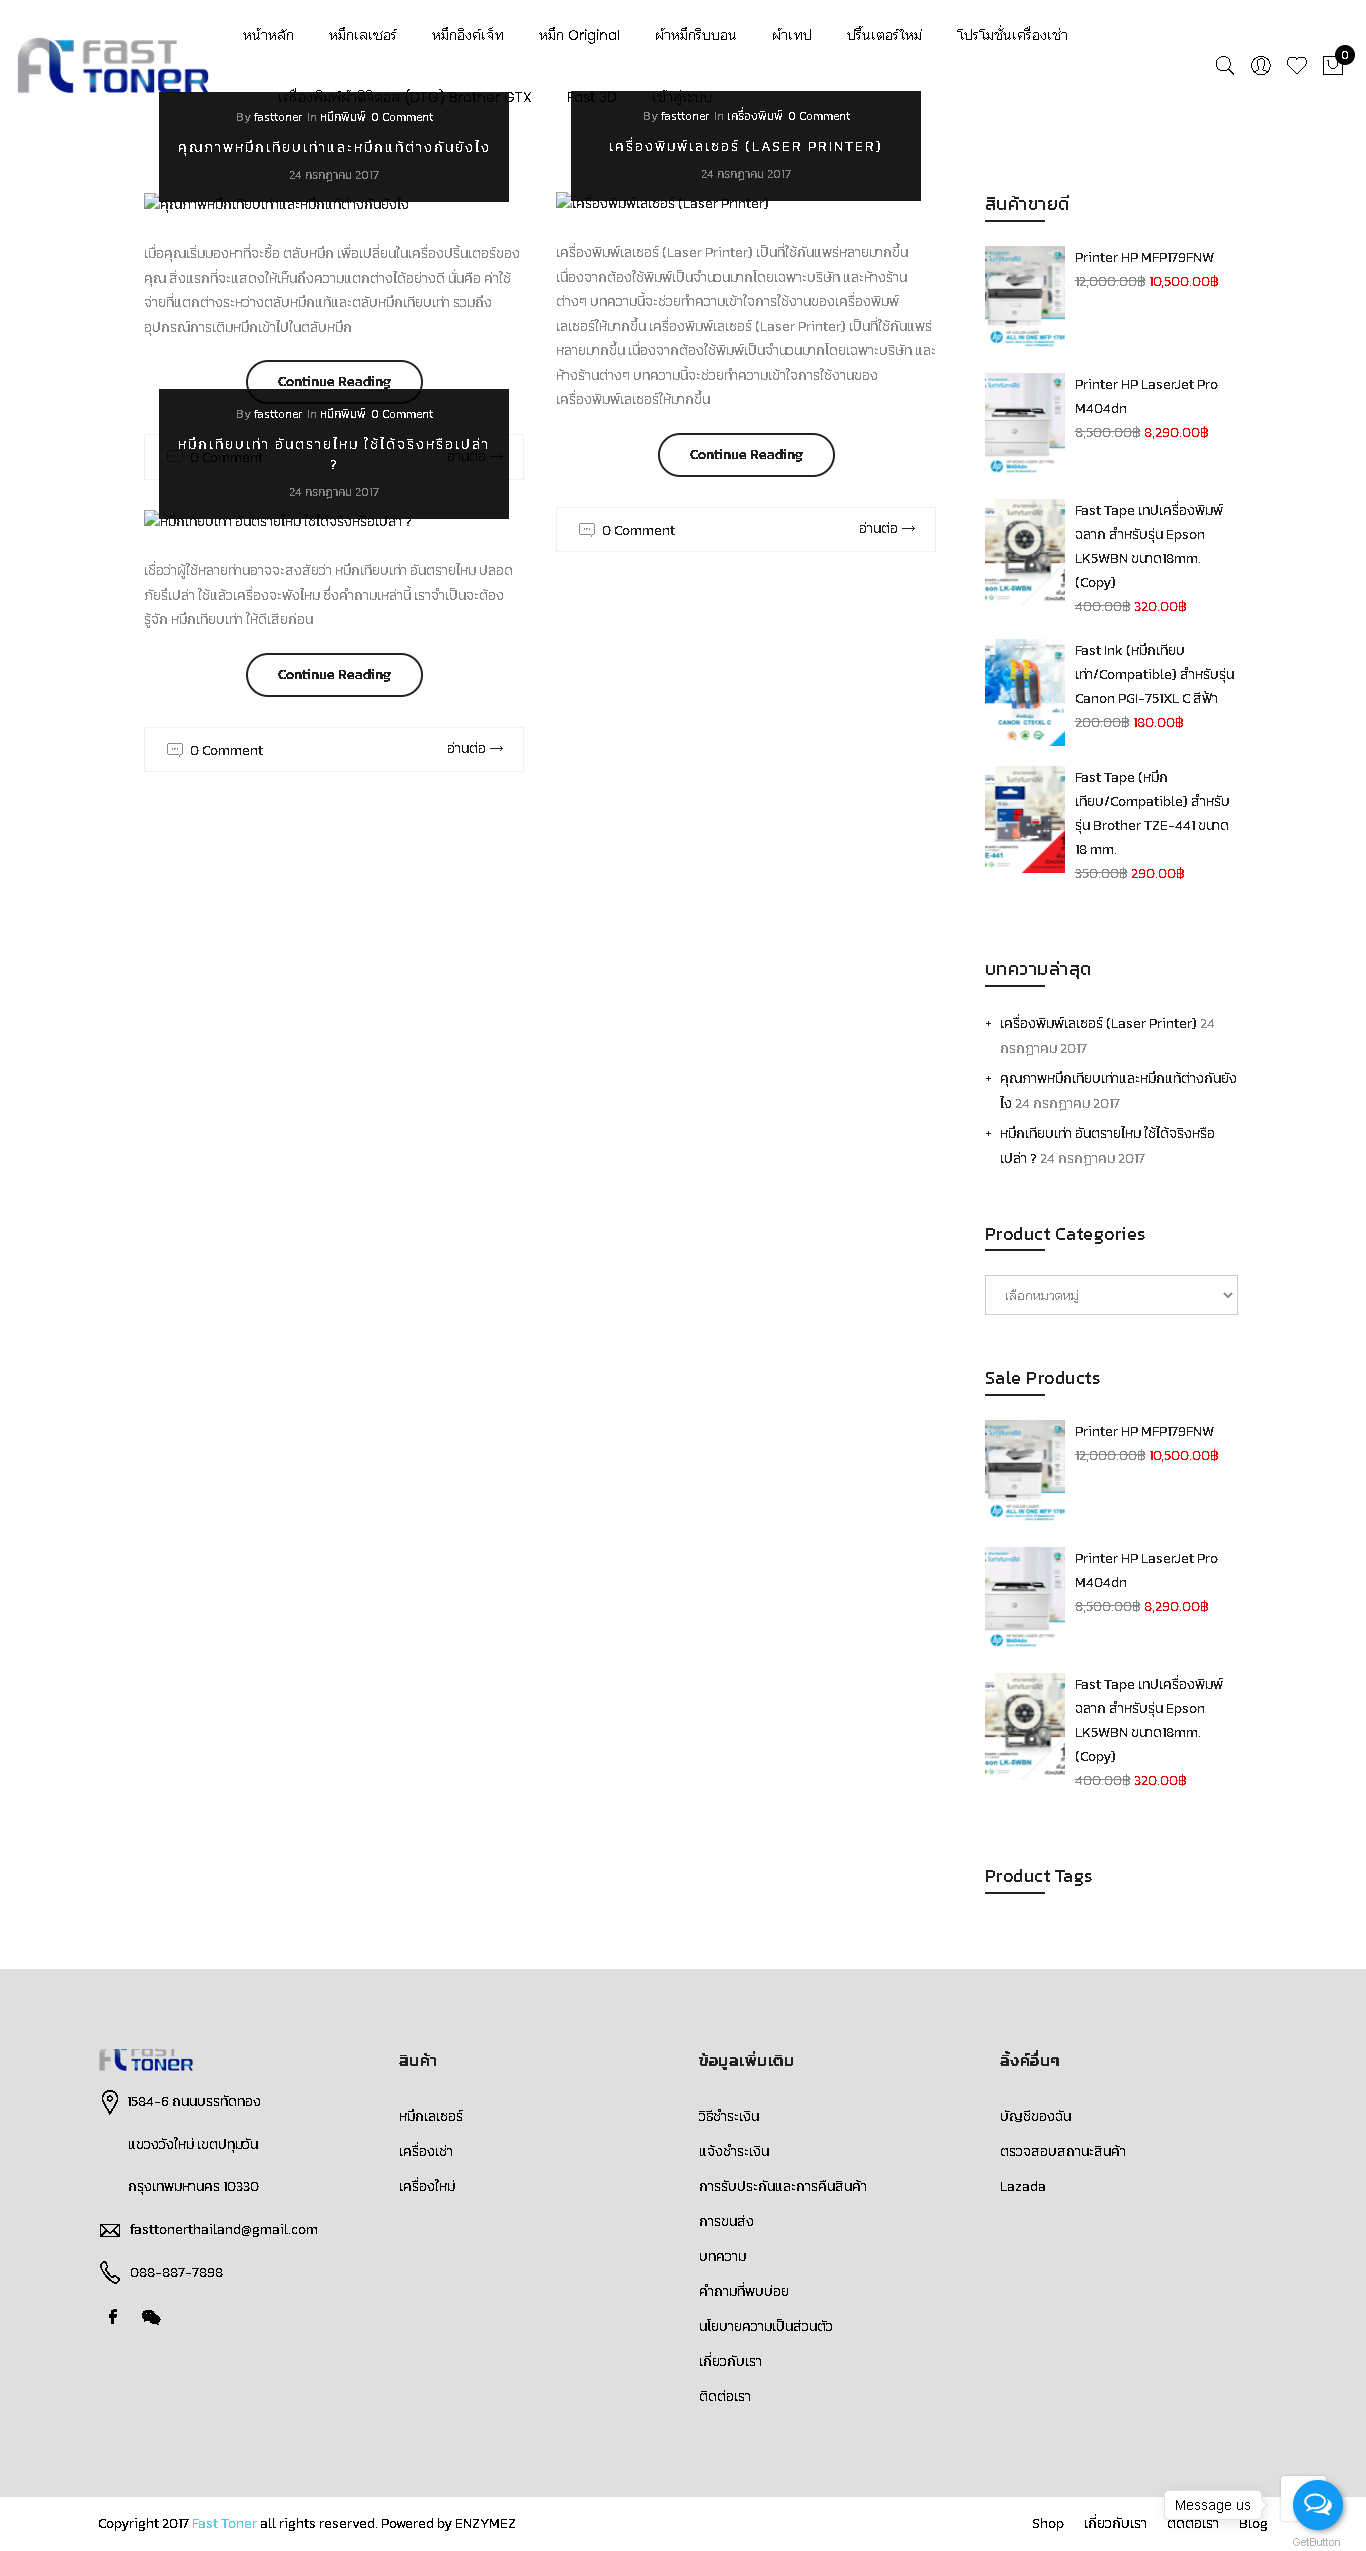 FAST
TONER
หน้าหลัก หมึกเลเซอร์ หมึกอิงค์เจ็ท หมึก Original ผ้าหมึกริบบอน ผ้าเทป ปริ้นเตอร์ใหม่ โปรโมชั่นเครื่องเช่า
เครื่องพิมพ์ผ้าดิจิตอล (DTG) Brother GTX Fast 3D เข้าสู่ระบบ
0
By fasttoner In หมึกพิมพ์ 0 Comment
คุณภาพหมึกเทียบเท่าและหมึกแท้ต่างกันยังไง
24 กรกฎาคม 2017
คุณภาพหมึกเทียบเท่าและหมึกแท้ต่างกันยังไง
เมื่อคุณเริ่มมองหาที่จะซื้อ ตลับหมึก เพื่อเปลี่ยนในเครื่องปริ้นเตอร์ของ
คุณ สิ่งแรกที่จะแสดงให้เห็นถึงความแตกต่างได้อย่างดี นั่นคือ ค่าใช้
จ่ายที่แตกต่างระหว่างตลับหมึกแท้และตลับหมึกเทียบเท่า รวมถึง
อุปกรณ์การเติมหมึกเข้าไปในตลับหมึก
Continue Reading
0 Comment อ่านต่อ
By fasttoner In หมึกพิมพ์ 0 Comment
หมึกเทียบเท่า อันตรายไหม ใช้ได้จริงหรือเปล่า
?
24 กรกฎาคม 2017
หมึกเทียบเท่า อันตรายไหม ใช้ได้จริงหรือเปล่า ?
เชื่อว่าผู้ใช้หลายท่านอาจจะสงสัยว่า หมึกเทียบเท่า อันตรายไหม ปลอด
ภัยรึเปล่า ใช้แล้วเครื่องจะพังไหม ซึ่งคำถามเหล่านี้ เราจำเป็นจะต้อง
รู้จัก หมึกเทียบเท่า ให้ดีเสียก่อน
Continue Reading
0 Comment อ่านต่อ
By fasttoner In เครื่องพิมพ์ 0 Comment
เครื่องพิมพ์เลเซอร์ (LASER PRINTER)
24 กรกฎาคม 2017
เครื่องพิมพ์เลเซอร์ (Laser Printer)
เครื่องพิมพ์เลเซอร์ (Laser Printer) เป็นที่ใช้กันแพร่หลายมากขึ้น
เนื่องจากต้องใช้พิมพ์เป็นจำนวนมากโดยเฉพาะบริษัท และห้างร้าน
ต่างๆ บทความนี้จะช่วยทำความเข้าใจการใช้งานของเครื่องพิมพ์
เลเซอร์ให้มากขึ้น เครื่องพิมพ์เลเซอร์ (Laser Printer) เป็นที่ใช้กันแพร่
หลายมากขึ้น เนื่องจากต้องใช้พิมพ์เป็นจำนวนมากโดยเฉพาะบริษัท และ
ห้างร้านต่างๆ บทความนี้จะช่วยทำความเข้าใจการใช้งานของ
เครื่องพิมพ์เลเซอร์ให้มากขึ้น
Continue Reading
0 Comment อ่านต่อ
สินค้าขายดี
Printer HP MFP179FNW
12,000.00฿ 10,500.00฿
Printer HP LaserJet Pro
M404dn
8,500.00฿ 8,290.00฿
Fast Tape เทปเครื่องพิมพ์
ฉลาก สำหรับรุ่น Epson
LK5WBN ขนาด18mm.
(Copy)
400.00฿ 320.00฿
Fast Ink (หมึกเทียบ
เท่า/Compatible) สำหรับรุ่น
Canon PGI-751XL C สีฟ้า
200.00฿ 180.00฿
Fast Tape (หมึก
เทียบ/Compatible) สำหรับ
รุ่น Brother TZE-441 ขนาด
18 mm.
350.00฿ 290.00฿
บทความล่าสุด
+ เครื่องพิมพ์เลเซอร์ (Laser Printer) 24
กรกฎาคม 2017
+ คุณภาพหมึกเทียบเท่าและหมึกแท้ต่างกันยัง
ไง 24 กรกฎาคม 2017
+ หมึกเทียบเท่า อันตรายไหม ใช้ได้จริงหรือ
เปล่า ? 24 กรกฎาคม 2017
Product Categories
เลือกหมวดหมู่
Sale Products
Printer HP MFP179FNW
12,000.00฿ 10,500.00฿
Printer HP LaserJet Pro
M404dn
8,500.00฿ 8,290.00฿
Fast Tape เทปเครื่องพิมพ์
ฉลาก สำหรับรุ่น Epson
LK5WBN ขนาด18mm.
(Copy)
400.00฿ 320.00฿
Product Tags
FAST
TONER
1584-6 ถนนบรรทัดทอง
แขวงวังใหม่ เขตปทุมวัน
กรุงเทพมหานคร 10330
fasttonerthailand@gmail.com
088-887-7898
สินค้า
หมึกเลเซอร์
เครื่องเช่า
เครื่องใหม่
ข้อมูลเพิ่มเติม
วิธีชำระเงิน
แจ้งชำระเงิน
การรับประกันและการคืนสินค้า
การขนส่ง
บทความ
คำถามที่พบบ่อย
นโยบายความเป็นส่วนตัว
เกี่ยวกับเรา
ติดต่อเรา
ลิ้งค์อื่นๆ
บัญชีของฉัน
ตรวจสอบสถานะสินค้า
Lazada
Copyright 2017 Fast Toner all rights reserved. Powered by ENZYMEZ
Shop เกี่ยวกับเรา ติดต่อเรา Blog
Message us
GetButton